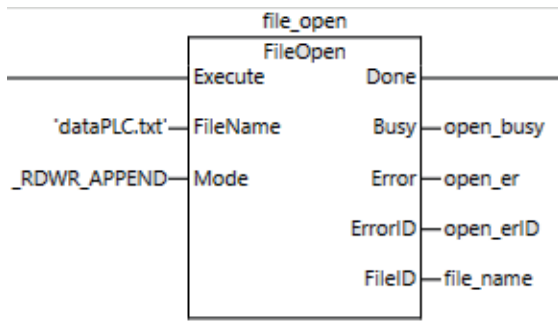 file_open
FileOpen
Execute Done
'dataPLC.txt' FileName Busy open_busy
_RDWR_APPEND Mode Error open_er
ErrorID open_erID
FileID file_name